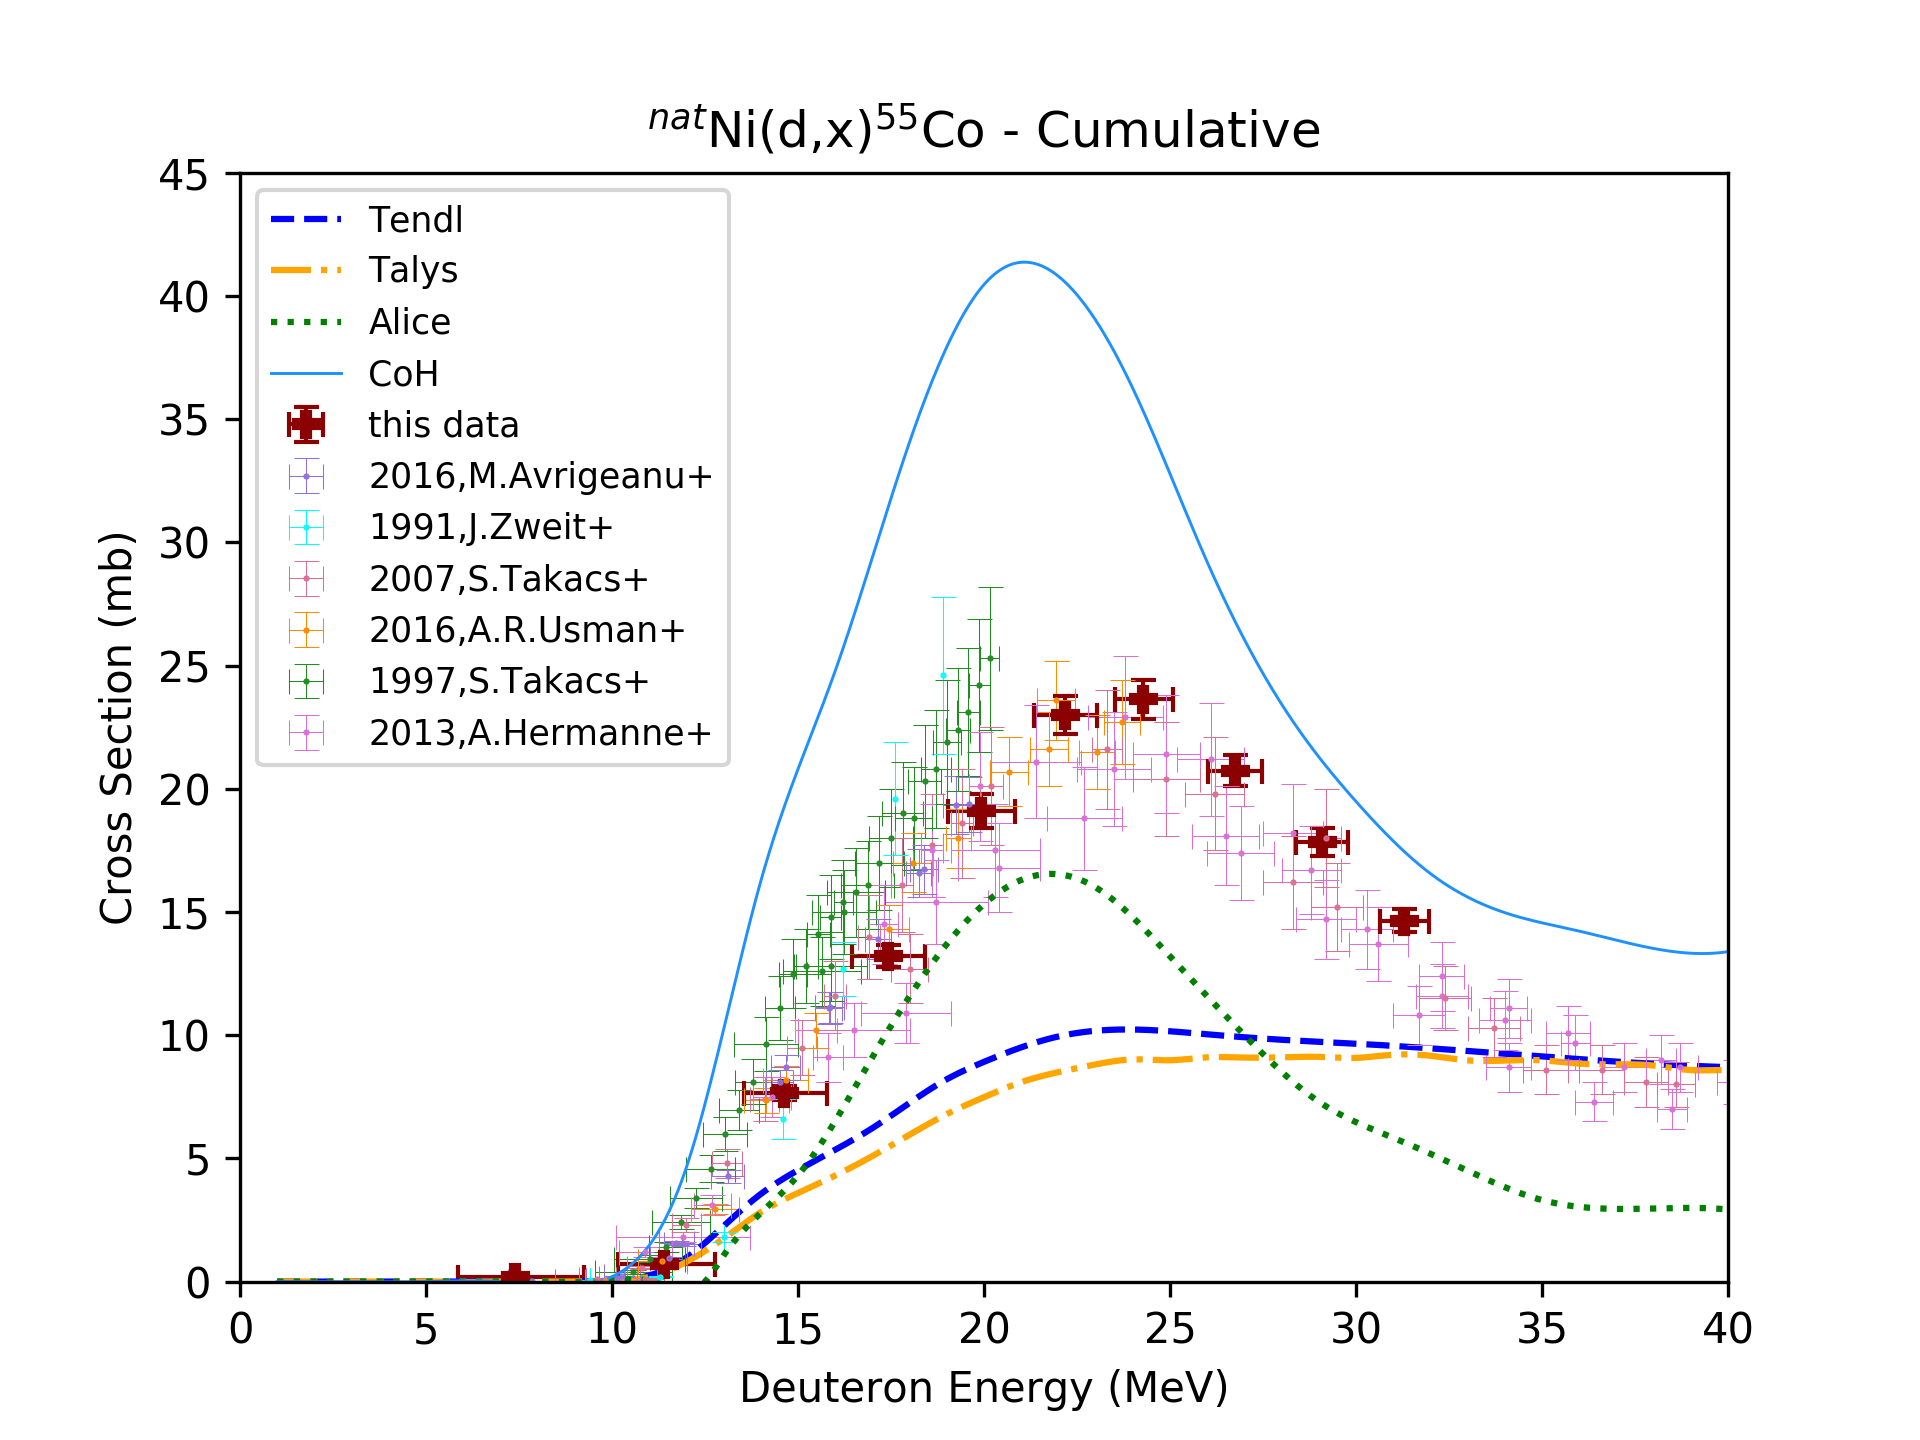 natNi(d,x)55Co - Cumulative
45
40
35
30
25
20
15
10
5
0
Cross Section (mb)
Tendl
Talys
Alice
CoH
this data
2016,M.Avrigeanu+
1991,J.Zweit+
2007,S.Takacs+
2016,A.R.Usman+
1997,S.Takacs+
2013,A.Hermanne+
0 5 10 15 20 25 30 35 40
Deuteron Energy (MeV)